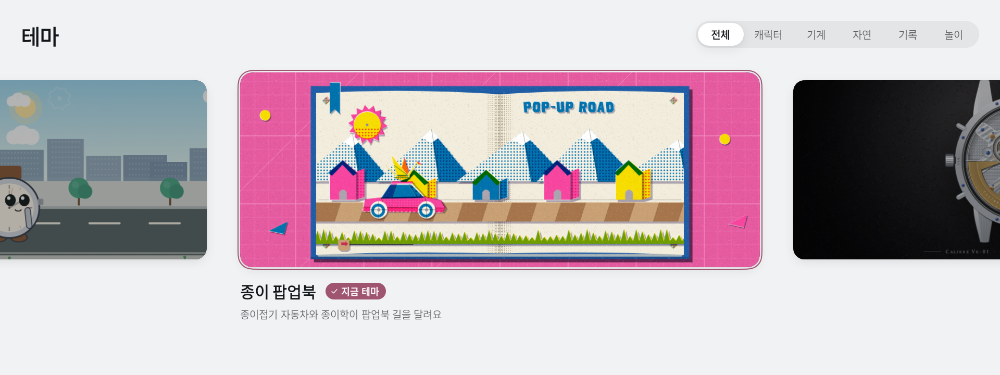 테마
전체 캐릭터 기계 자연 기록 놀이
POP-UP ROAD
종이 팝업북 ✓ 지금 테마
종이접기 자동차와 종이학이 팝업북 길을 달려요